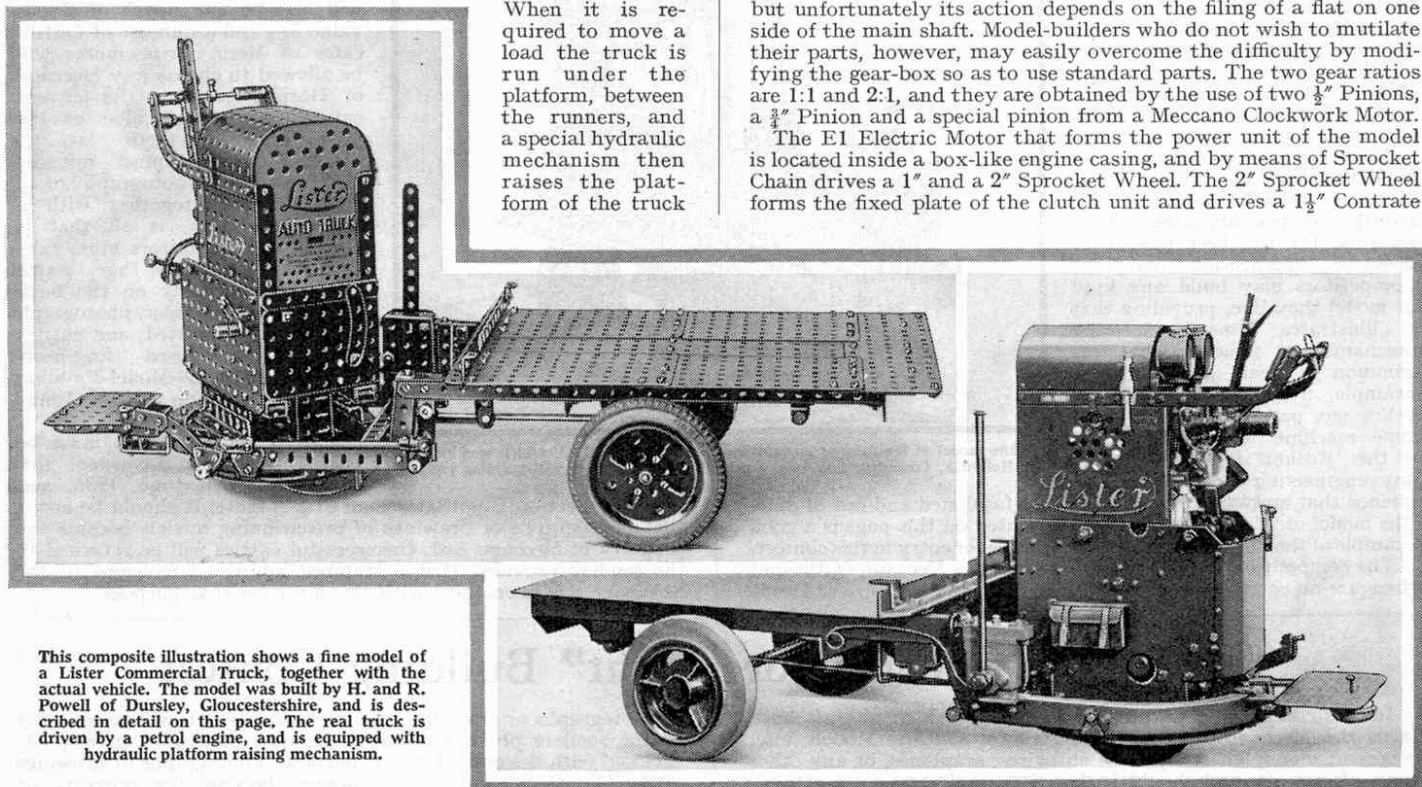 When it is re-
quired to move a
load the truck is
run under the
platform, between
the runners, and
a special hydraulic
mechanism then
raises the plat-
form of the truck
but unfortunately its action depends on the filing of a flat on one
side of the main shaft. Model-builders who do not wish to mutilate
their parts, however, may easily overcome the difficulty by modi-
fying the gear-box so as to use standard parts. The two gear ratios
are 1:1 and 2:1, and they are obtained by the use of two ½″ Pinions,
a ¾″ Pinion and a special pinion from a Meccano Clockwork Motor.
The E1 Electric Motor that forms the power unit of the model
is located inside a box-like engine casing, and by means of Sprocket
Chain drives a 1″ and a 2″ Sprocket Wheel. The 2″ Sprocket Wheel
forms the fixed plate of the clutch unit and drives a 1½″ Contrate
Lister
AUTO TRUCK
Lister
Lister
This composite illustration shows a fine model of
a Lister Commercial Truck, together with the
actual vehicle. The model was built by H. and R.
Powell of Dursley, Gloucestershire, and is des-
cribed in detail on this page. The real truck is
driven by a petrol engine, and is equipped with
hydraulic platform raising mechanism.